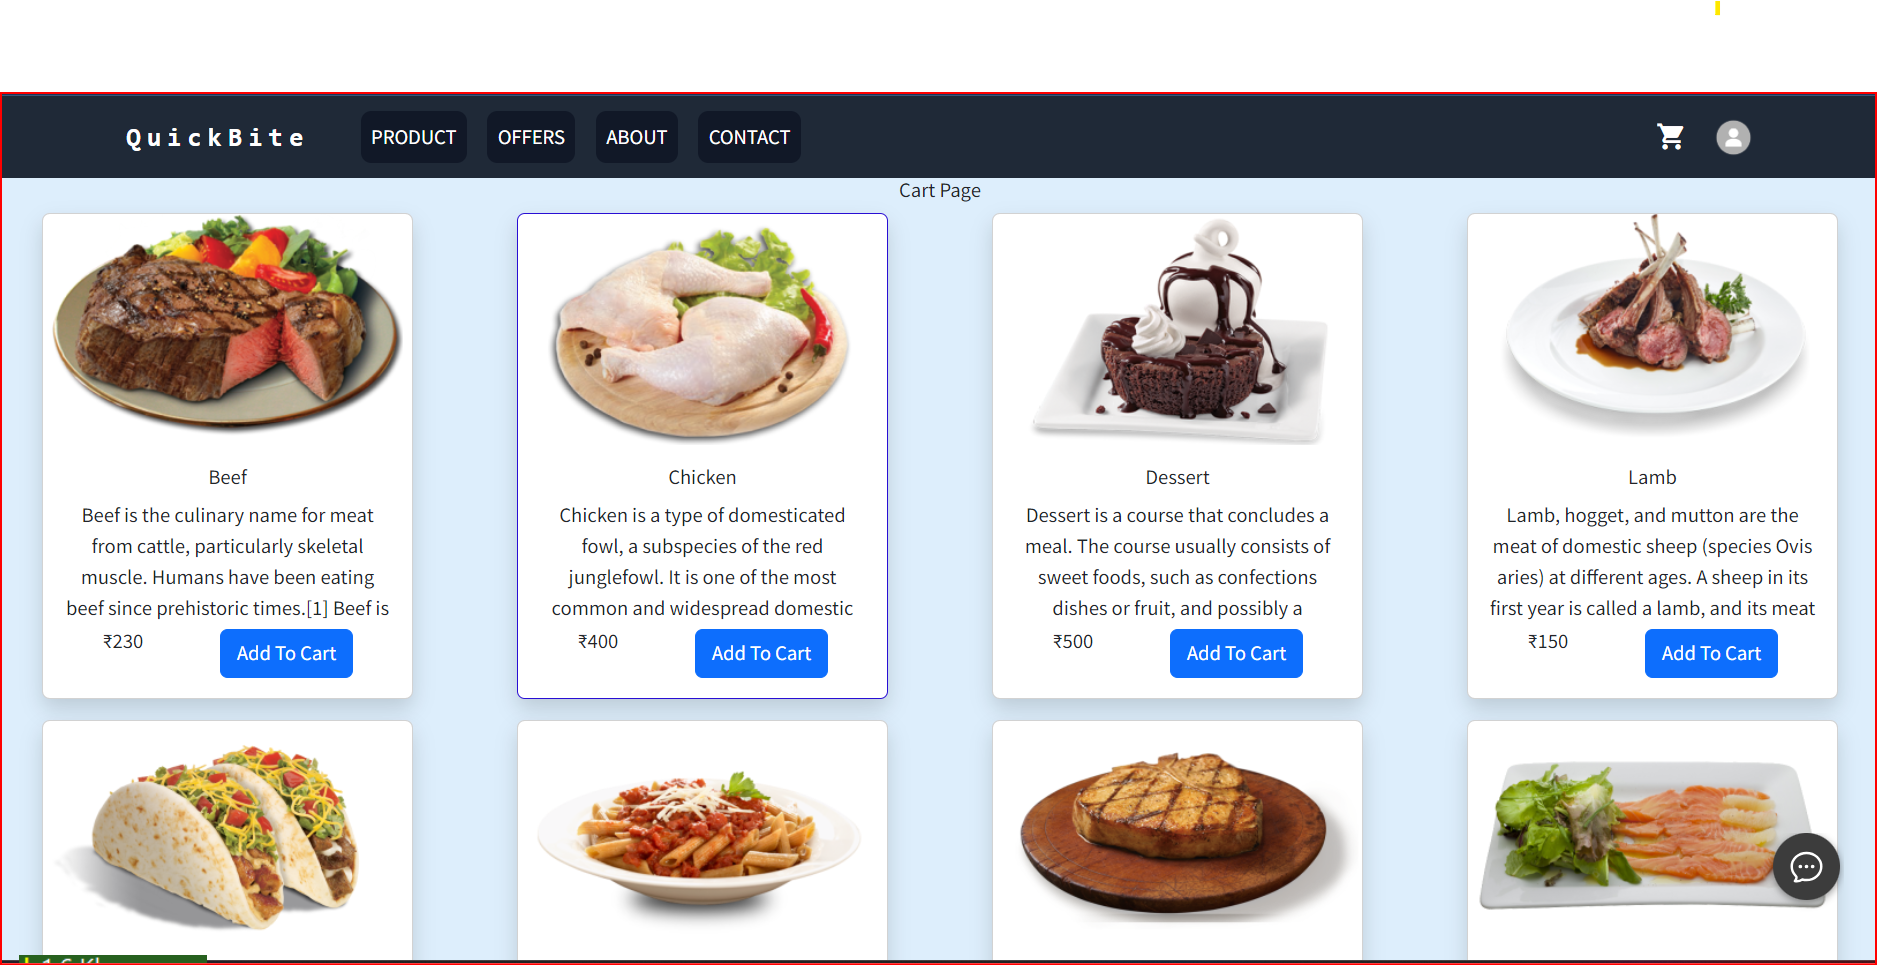 QuickBite PRODUCT OFFERS ABOUT CONTACT
Cart Page
Beef
Beef is the culinary name for meat
from cattle, particularly skeletal
muscle. Humans have been eating
beef since prehistoric times.[1] Beef is
₹230 Add To Cart
Chicken
Chicken is a type of domesticated
fowl, a subspecies of the red
junglefowl. It is one of the most
common and widespread domestic
₹400 Add To Cart
Dessert
Dessert is a course that concludes a
meal. The course usually consists of
sweet foods, such as confections
dishes or fruit, and possibly a
₹500 Add To Cart
Lamb
Lamb, hogget, and mutton are the
meat of domestic sheep (species Ovis
aries) at different ages. A sheep in its
first year is called a lamb, and its meat
₹150 Add To Cart